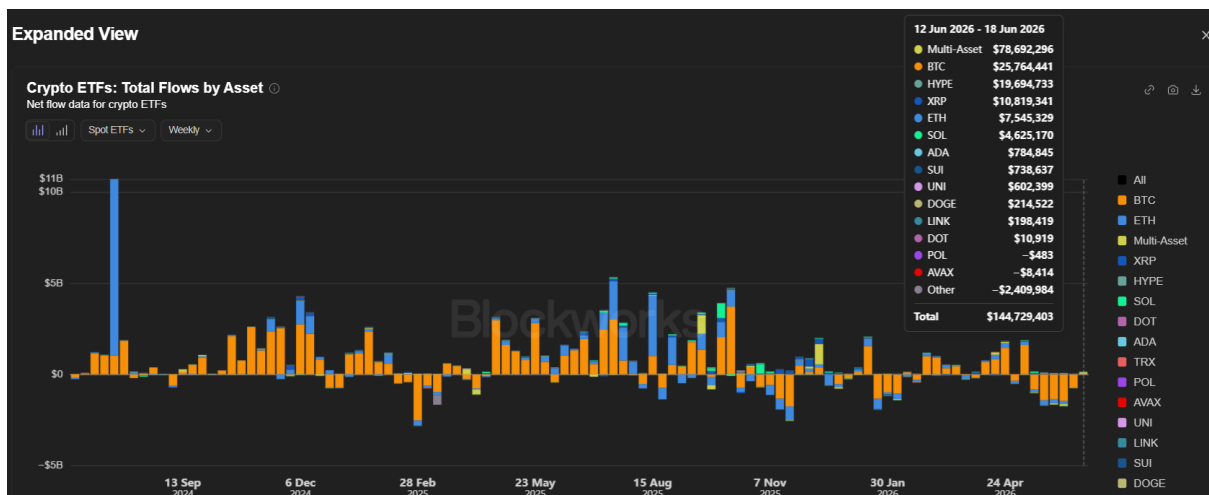 Expanded View
Crypto ETFs: Total Flows by Asset
Net flow data for crypto ETFs
Spot ETFs
Weekly
12 Jun 2026 - 18 Jun 2026
Multi-Asset $78,692,296
BTC $25,764,441
HYPE $19,694,733
XRP $10,819,341
ETH $7,545,329
SOL $4,625,170
ADA $784,845
SUI $738,637
UNI $602,399
DOGE $214,522
LINK $198,419
DOT $10,919
POL −$483
AVAX −$8,414
Other −$2,409,984
Total $144,729,403
$11B
$10B
$5B
$0
−$5B
Blockworks
13 Sep 2024
6 Dec 2024
28 Feb 2025
23 May 2025
15 Aug 2025
7 Nov 2025
30 Jan 2026
24 Apr 2026
All
BTC
ETH
Multi-Asset
XRP
HYPE
SOL
DOT
ADA
TRX
POL
AVAX
UNI
LINK
SUI
DOGE